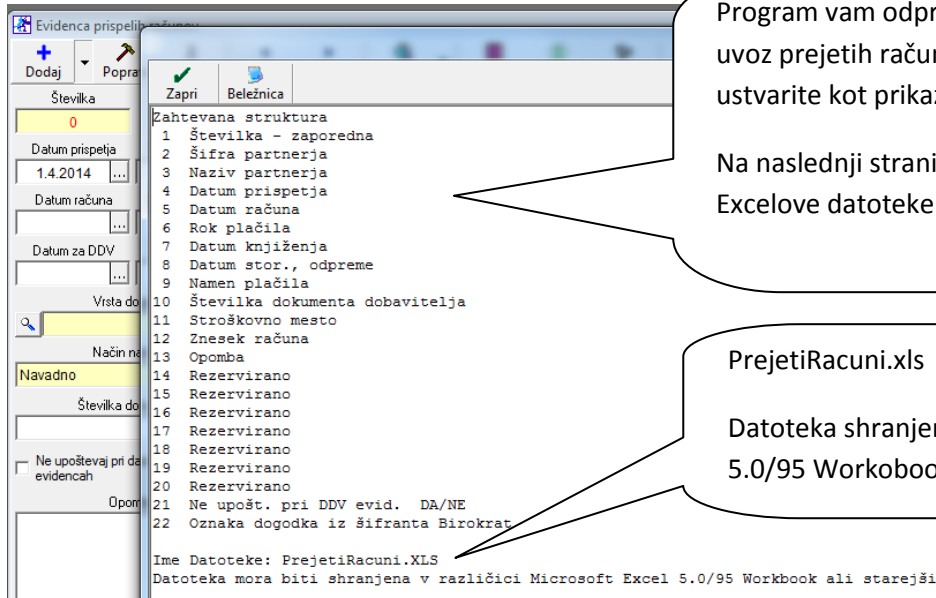 Evidenca prispelih računov
Dodaj
Popra
Številka
0
Datum prispetja
1.4.2014 ...
Datum računa
...
Datum za DDV
...
Vrsta do
Način na
Navadno
Številka do
Ne upoštevaj pri da
evidencah
Opom
Zapri
Beležnica
Zahtevana struktura
1 Številka - zaporedna
2 Šifra partnerja
3 Naziv partnerja
4 Datum prispetja
5 Datum računa
6 Rok plačila
7 Datum knjiženja
8 Datum stor., odpreme
9 Namen plačila
10 Številka dokumenta dobavitelja
11 Stroškovno mesto
12 Znesek računa
13 Opomba
14 Rezervirano
15 Rezervirano
16 Rezervirano
17 Rezervirano
18 Rezervirano
19 Rezervirano
20 Rezervirano
21 Ne upošt. pri DDV evid. DA/NE
22 Oznaka dogodka iz šifranta Birokrat
Ime Datoteke: PrejetiRacuni.XLS
Datoteka mora biti shranjena v različici Microsoft Excel 5.0/95 Workbook ali starejši
Program vam odpr
uvoz prejetih raču
ustvarite kot prika
Na naslednji strani
Excelove datoteke
PrejetiRacuni.xls
Datoteka shranjen
5.0/95 Workoboo